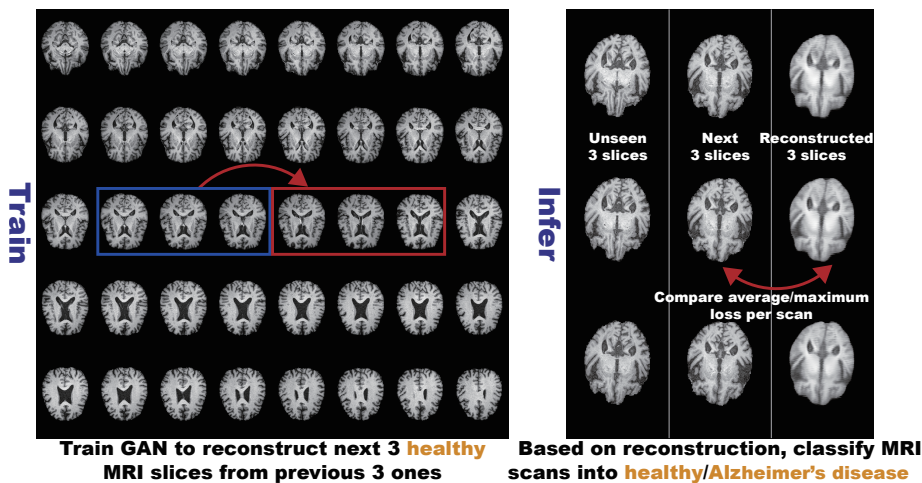 Train
Train GAN to reconstruct next 3 healthy
MRI slices from previous 3 ones
Infer
Unseen
3 slices
Next
3 slices
Reconstructed
3 slices
Compare average/maximum
loss per scan
Based on reconstruction, classify MRI
scans into healthy/Alzheimer's disease